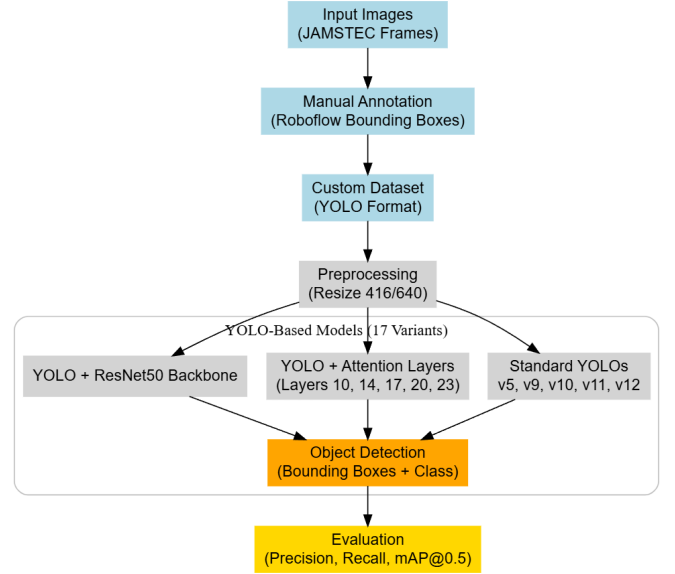 Input Images
(JAMSTEC Frames)
Manual Annotation
(Roboflow Bounding Boxes)
Custom Dataset
(YOLO Format)
Preprocessing
(Resize 416/640)
YOLO-Based Models (17 Variants)
YOLO + ResNet50 Backbone
YOLO + Attention Layers
(Layers 10, 14, 17, 20, 23)
Standard YOLOs
v5, v9, v10, v11, v12
Object Detection
(Bounding Boxes + Class)
Evaluation
(Precision, Recall, mAP@0.5)